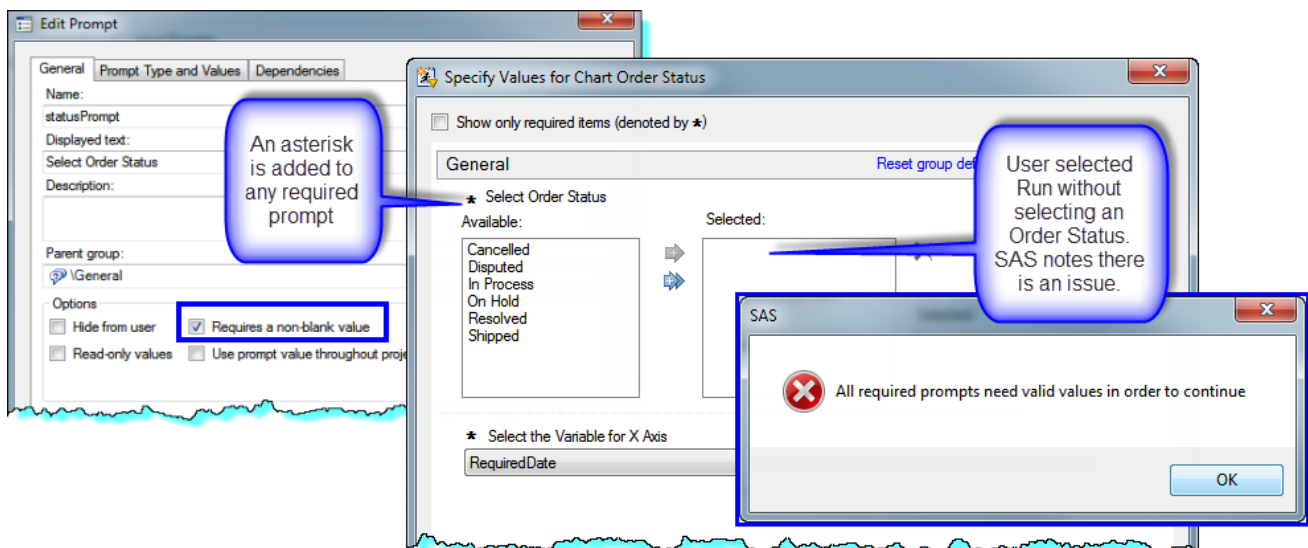 Edit Prompt
General Prompt Type and Values Dependencies
Name:
statusPrompt
Displayed text:
Select Order Status
Description:
Parent group:
\General
Options
Hide from user Requires a non-blank value
Read-only values Use prompt value throughout proje
An asterisk
is added to
any required
prompt
Specify Values for Chart Order Status
Show only required items (denoted by *)
General Reset group def
* Select Order Status
Available: Selected:
Cancelled
Disputed
In Process
On Hold
Resolved
Shipped
* Select the Variable for X Axis
RequiredDate
User selected
Run without
selecting an
Order Status.
SAS notes there
is an issue.
SAS
All required prompts need valid values in order to continue
OK